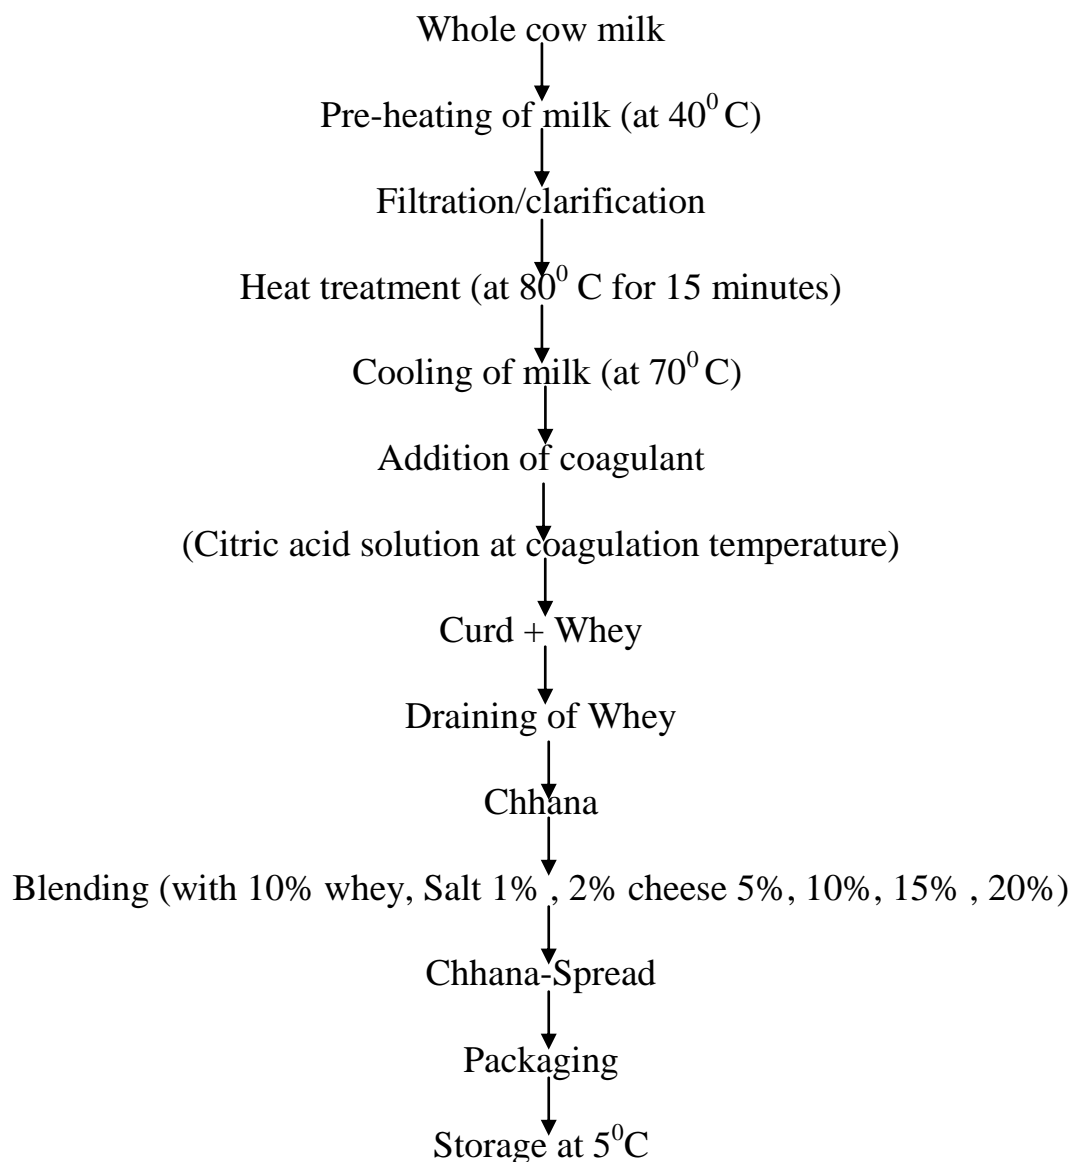 Whole cow milk
Pre-heating of milk (at 40⁰ C)
Filtration/clarification
Heat treatment (at 80⁰ C for 15 minutes)
Cooling of milk (at 70⁰ C)
Addition of coagulant
(Citric acid solution at coagulation temperature)
Curd + Whey
Draining of Whey
Chhana
Blending (with 10% whey, Salt 1% , 2% cheese 5%, 10%, 15% , 20%)
Chhana-Spread
Packaging
Storage at 5⁰C